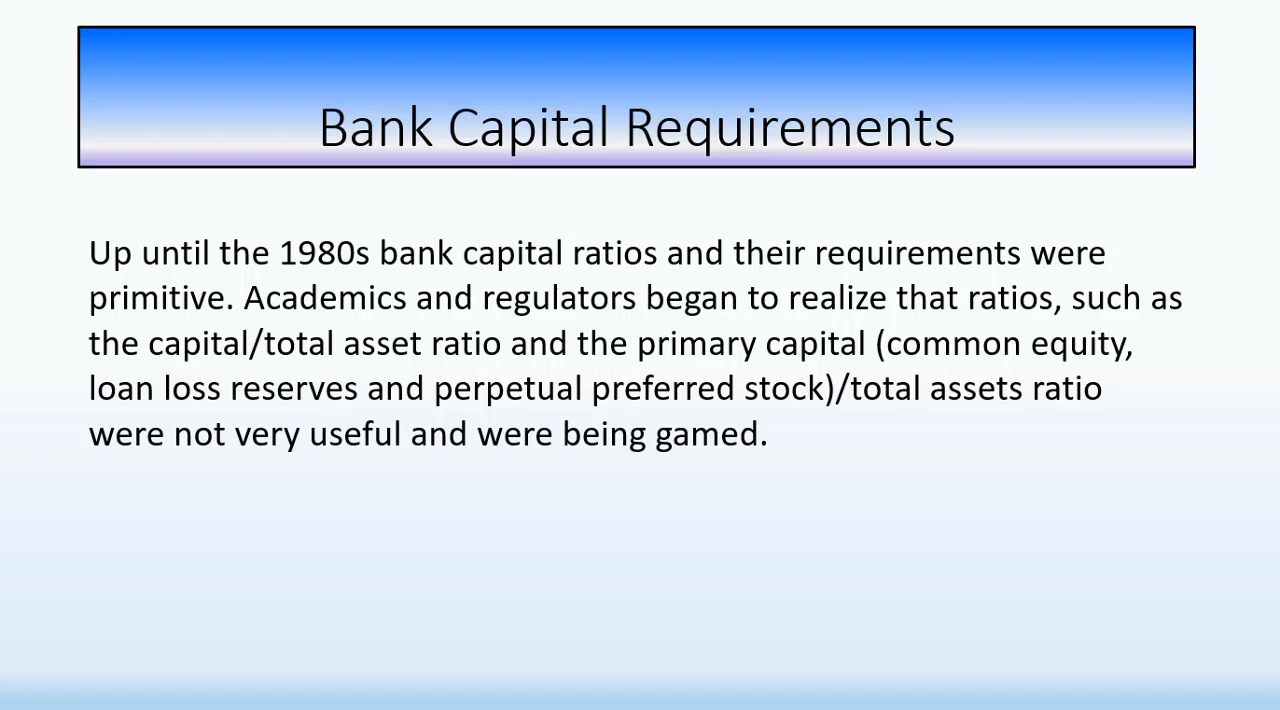 Bank Capital Requirements
Up until the 1980s bank capital ratios and their requirements were
primitive. Academics and regulators began to realize that ratios, such as
the capital/total asset ratio and the primary capital (common equity,
loan loss reserves and perpetual preferred stock)/total assets ratio
were not very useful and were being gamed.